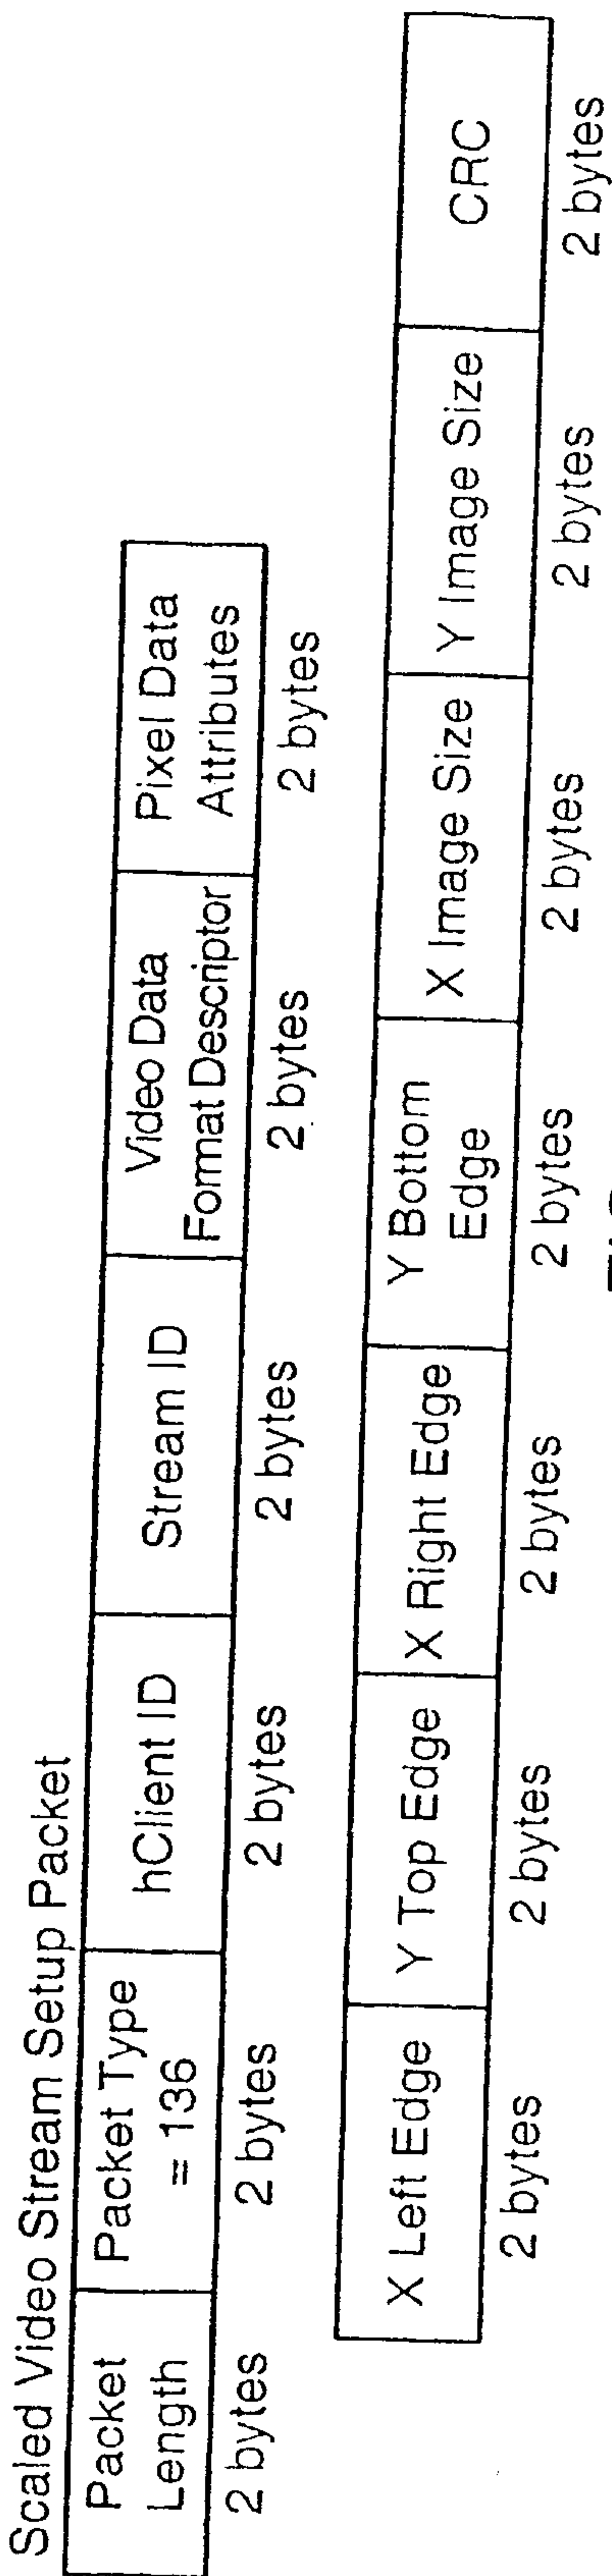 Scaled Video Stream Setup Packet
Packet Length
Packet Type = 136
hClient ID
Stream ID
Video Data Format Descriptor
Pixel Data Attributes
2 bytes
2 bytes
2 bytes
2 bytes
2 bytes
2 bytes
X Left Edge
Y Top Edge
X Right Edge
Y Bottom Edge
X Image Size
Y Image Size
CRC
2 bytes
2 bytes
2 bytes
2 bytes
2 bytes
2 bytes
2 bytes